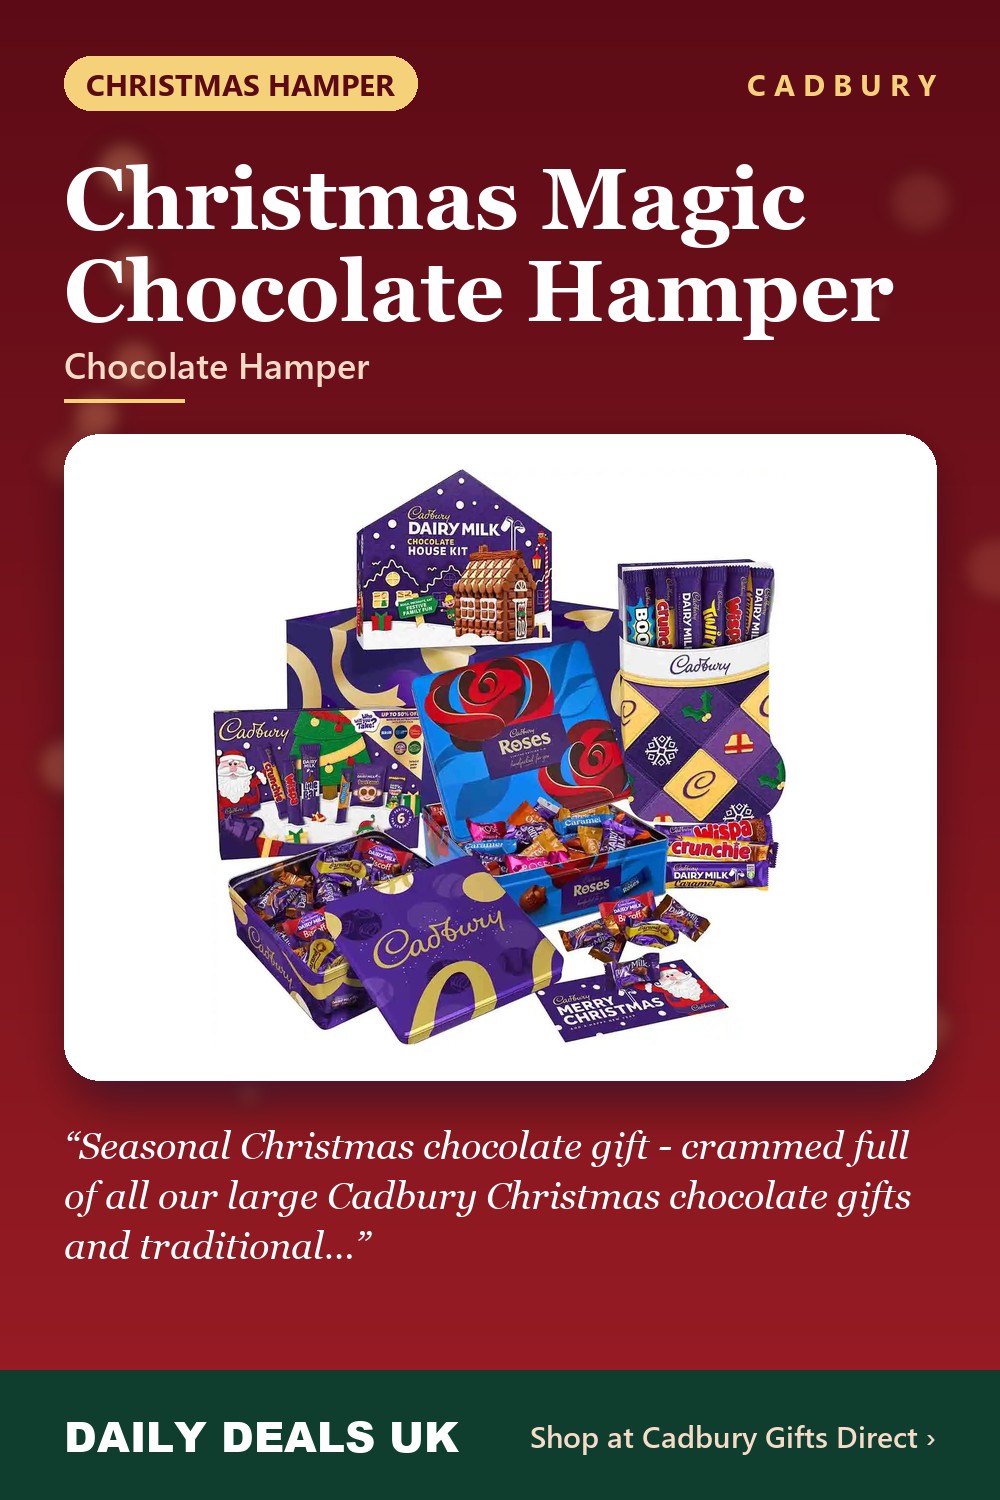 CHRISTMAS HAMPER
CADBURY
Christmas Magic
Chocolate Hamper
Chocolate Hamper
Cadbury
DAIRY MILK
CHOCOLATE
HOUSE KIT
Cadbury
Cadbury
Cadbury
Roses
Wispa
crunchie
DAIRY MILK
Caramel
Roses
Cadbury
Cadbury
Cadbury
MERRY
CHRISTMAS
“Seasonal Christmas chocolate gift - crammed full
of all our large Cadbury Christmas chocolate gifts
and traditional...”
DAILY DEALS UK
Shop at Cadbury Gifts Direct ›